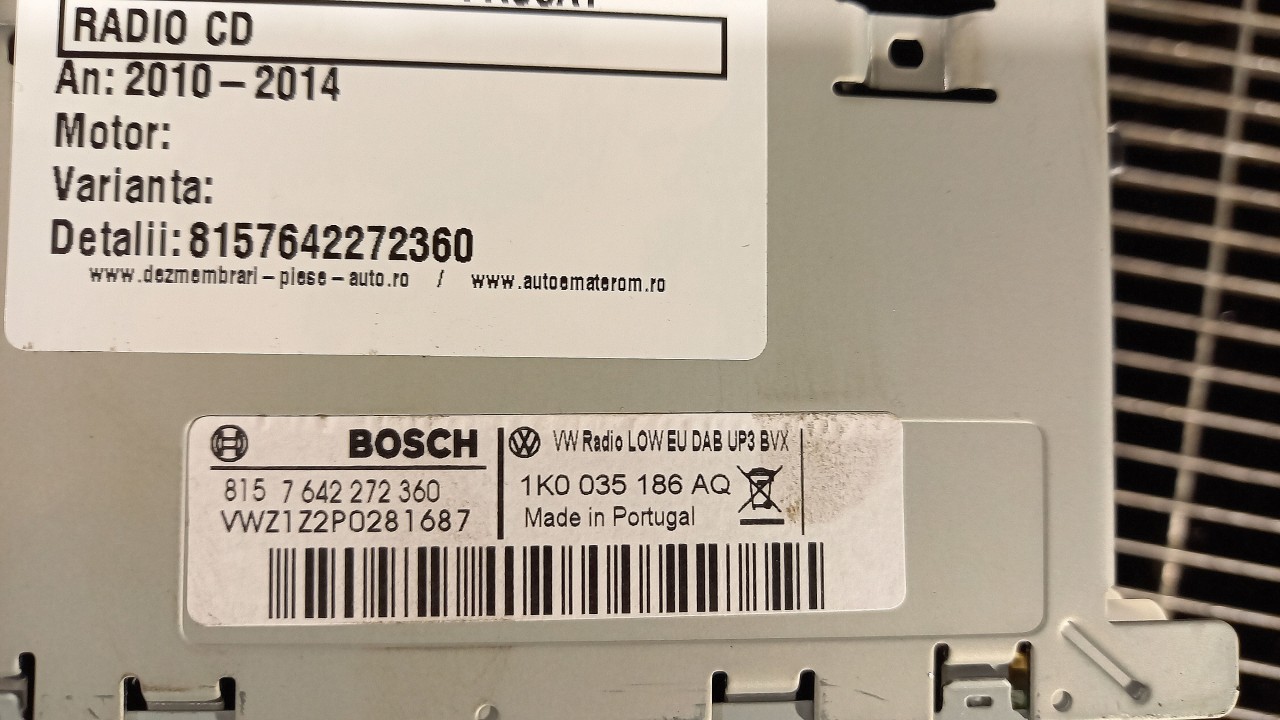 RADIO CD
An: 2010 - 2014
Motor:
Varianta:
Detalii: 8157642272360
www.dezmembrari-piese-auto.ro / www.autoematerom.ro
BOSCH
VW Radio LOW EU DAB UP3 BVX
815 7 642 272 360
1K0 035 186 AQ
VWZ1Z2P0281687
Made in Portugal